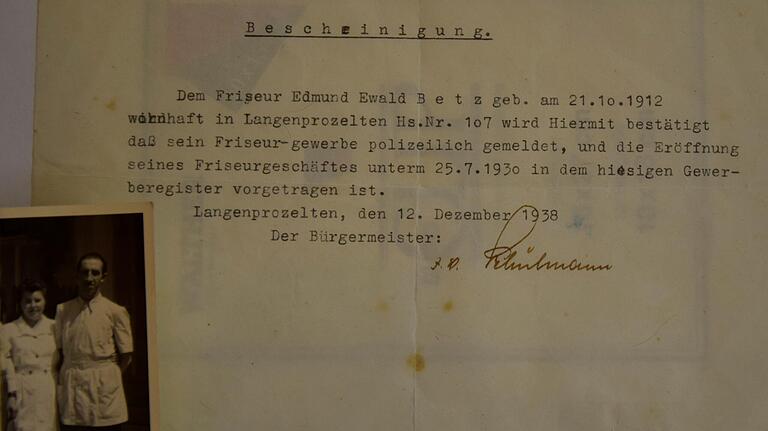 Bescheinigung.
Dem Friseur Edmund Ewald B e t z geb. am 21.1o.1912
wohnhaft in Langenprozelten Hs.Nr. 1o7 wird Hiermit bestätigt
daß sein Friseur-gewerbe polizeilich gemeldet, und die Eröffnung
seines Friseurgeschäftes unterm 25.7.193o in dem hiesigen Gewer-
beregister vorgetragen ist.
Langenprozelten, den 12. Dezember 1938
Der Bürgermeister: